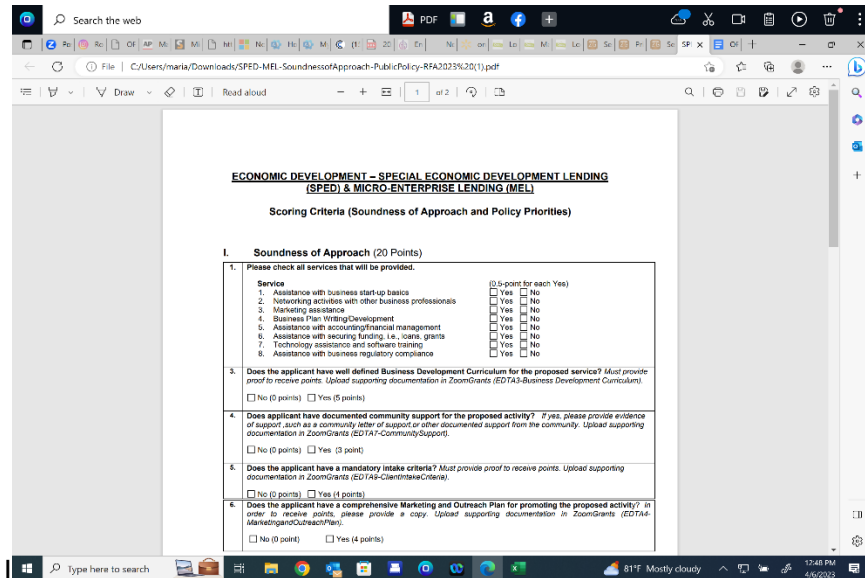 Search the web
PDF
File | C:/Users/maria/Downloads/SPED-MEL-SoundnessofApproach-PublicPolicy-RFA2023%20(1).pdf
Draw
Read aloud
1 of 2
ECONOMIC DEVELOPMENT – SPECIAL ECONOMIC DEVELOPMENT LENDING
(SPED) & MICRO-ENTERPRISE LENDING (MEL)
Scoring Criteria (Soundness of Approach and Policy Priorities)
I. Soundness of Approach (20 Points)
1. Please check all services that will be provided.
Service (0.5-point for each Yes)
1. Assistance with business start-up basics Yes No
2. Networking activities with other business professionals Yes No
3. Marketing assistance Yes No
4. Business Plan Writing/Development Yes No
5. Assistance with accounting/financial management Yes No
6. Assistance with securing funding, i.e., loans, grants Yes No
7. Technology assistance and software training Yes No
8. Assistance with business regulatory compliance Yes No
3. Does the applicant have well defined Business Development Curriculum for the proposed service? Must provide
proof to receive points. Upload supporting documentation in ZoomGrants (EDTA3-Business Development Curriculum).
No (0 points) Yes (5 points)
4. Does applicant have documented community support for the proposed activity? If yes, please provide evidence
of support ,such as a community letter of support,or other documented support from the community. Upload supporting
documentation in ZoomGrants (EDTA7-CommunitySupport).
No (0 points) Yes (3 point)
5. Does the applicant have a mandatory intake criteria? Must provide proof to receive points. Upload supporting
documentation in ZoomGrants (EDTA9-ClientIntakeCriteria).
No (0 points) Yes (4 points)
6. Does the applicant have a comprehensive Marketing and Outreach Plan for promoting the proposed activity? In
order to receive points, please provide a copy. Upload supporting documentation in ZoomGrants (EDTA4-
MarketingandOutreachPlan).
No (0 point) Yes (4 points)
Type here to search
81°F Mostly cloudy
12:48 PM
4/6/2023